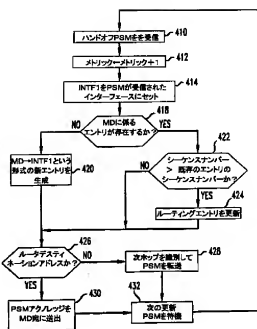 410
ハンドオフPSMをを受信
412
メトリック←メトリック+1
414
INTF1をPSMが受信された
インターフェースにセット
418
MDに係る
エントリが存在するか?
NO
YES
422
シーケンスナンバー
> 既存のエントリの
シーケンスナンバーか?
MD→INTF1という
形式の新エントリを
生成
420
NO
YES
424
ルーティングエントリを更新
426
ルータデスティ
ネーションアドレスか?
NO
428
次ホップを識別して
PSMを転送
YES
430
PSMアクノレッジを
MD宛に送出
432
次の更新
PSMを待機